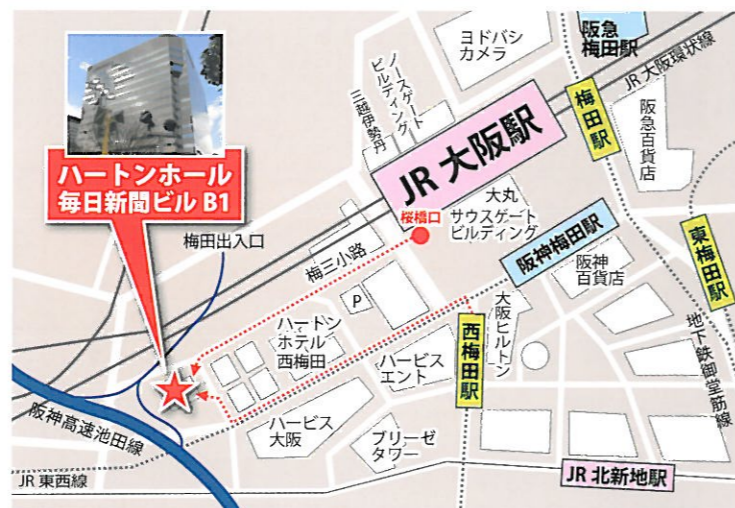 阪急
梅田駅
ヨドバシ
カメラ
ノースゲート
ビルディング
三越伊勢丹
JR 大阪環状線
梅田駅
阪急百貨店
JR 大阪駅
ハートンホール
毎日新聞ビル B1
桜橋口
大丸
サウスゲート
ビルディング
梅田出入口
梅三小路
阪神梅田駅
阪神
百貨店
東梅田駅
P
ハートン
ホテル
西梅田
大阪ヒルトン
西梅田駅
ハービス
エント
地下鉄御堂筋線
阪神高速池田線
ハービス
大阪
ブリーゼ
タワー
JR 東西線
JR 北新地駅